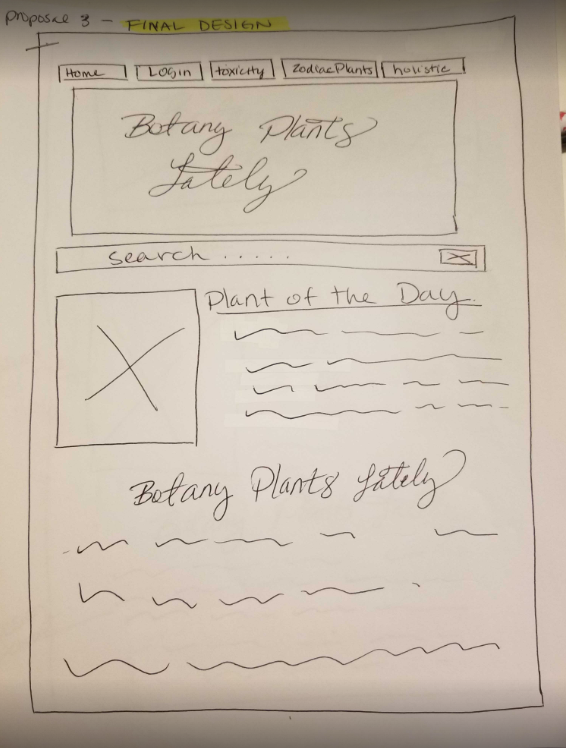 Proposal 3 - FINAL DESIGN
Home Login toxicity ZodiacPlants holistic
Botany Plants
Lately
search ......
Plant of the Day.
Botany Plants Lately